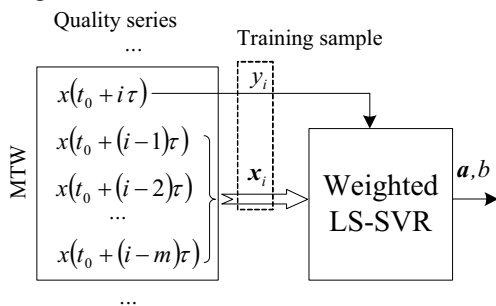 Quality series
...
Training sample
MTW
x(t₀ + iτ)
yᵢ
x(t₀ + (i−1)τ)
x(t₀ + (i−2)τ)
...
x(t₀ + (i−m)τ)
xᵢ
Weighted
LS-SVR
a,b
...